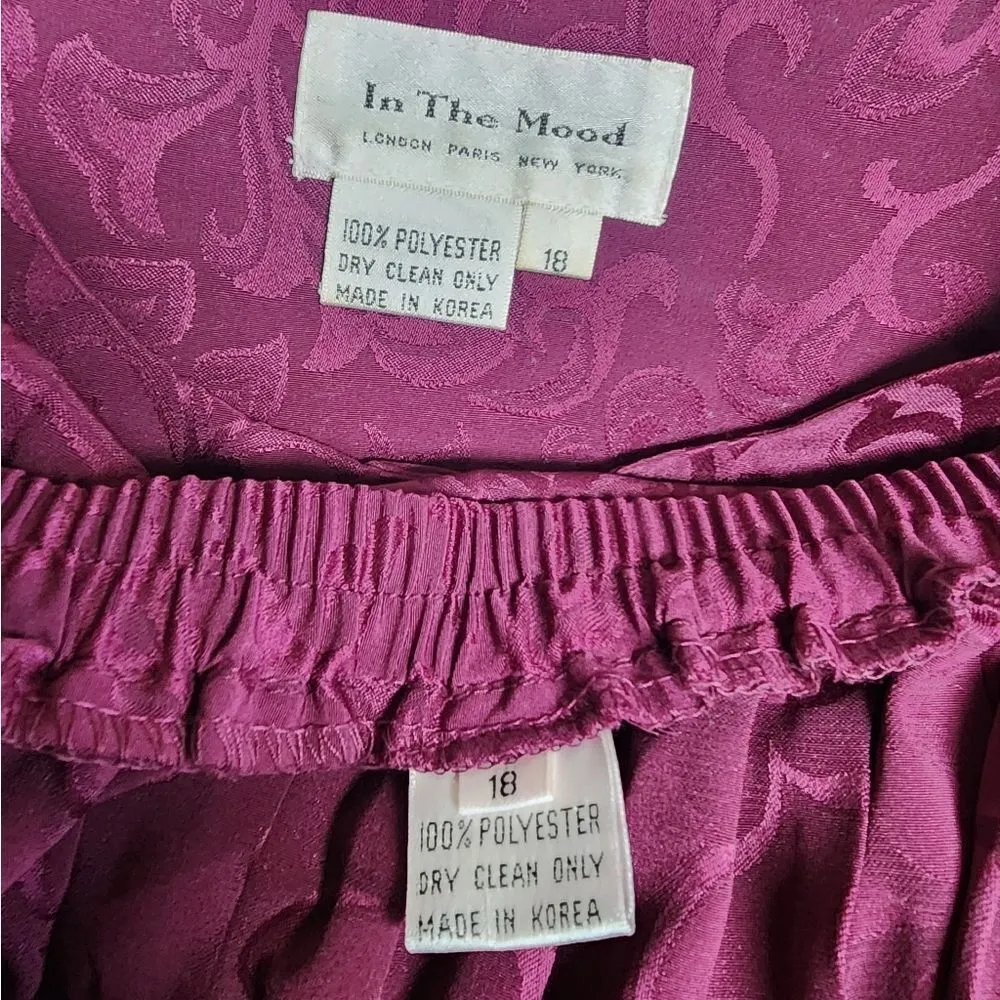 In The Mood
LONDON PARIS NEW YORK
100% POLYESTER
DRY CLEAN ONLY
MADE IN KOREA
18
18
100% POLYESTER
DRY CLEAN ONLY
MADE IN KOREA